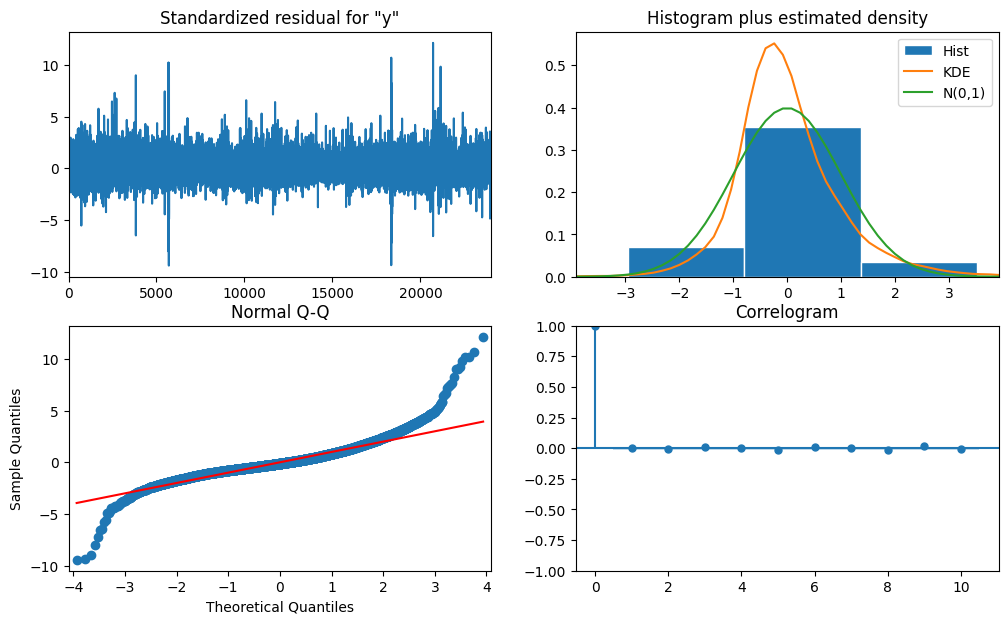 Standardized residual for "y"
10
5
0
−5
−10
0 5000 10000 15000 20000
Histogram plus estimated density
Hist
KDE
N(0,1)
0.5
0.4
0.3
0.2
0.1
0.0
−3 −2 −1 0 1 2 3
Normal Q-Q
Sample Quantiles
10
5
0
−5
−10
−4 −3 −2 −1 0 1 2 3 4
Theoretical Quantiles
Correlogram
1.00
0.75
0.50
0.25
0.00
−0.25
−0.50
−0.75
−1.00
0 2 4 6 8 10